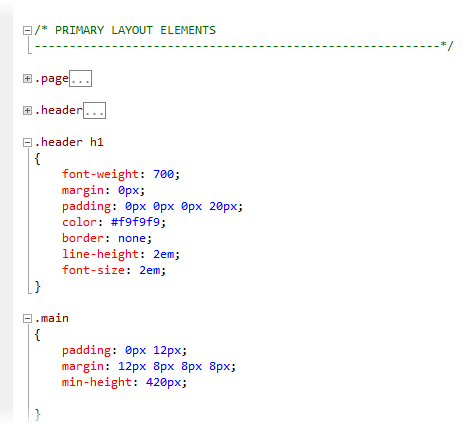 /* PRIMARY LAYOUT ELEMENTS
----------------------------------------------------------*/
.page...
.header...
.header h1
{
font-weight: 700;
margin: 0px;
padding: 0px 0px 0px 20px;
color: #f9f9f9;
border: none;
line-height: 2em;
font-size: 2em;
}
.main
{
padding: 0px 12px;
margin: 12px 8px 8px 8px;
min-height: 420px;
}